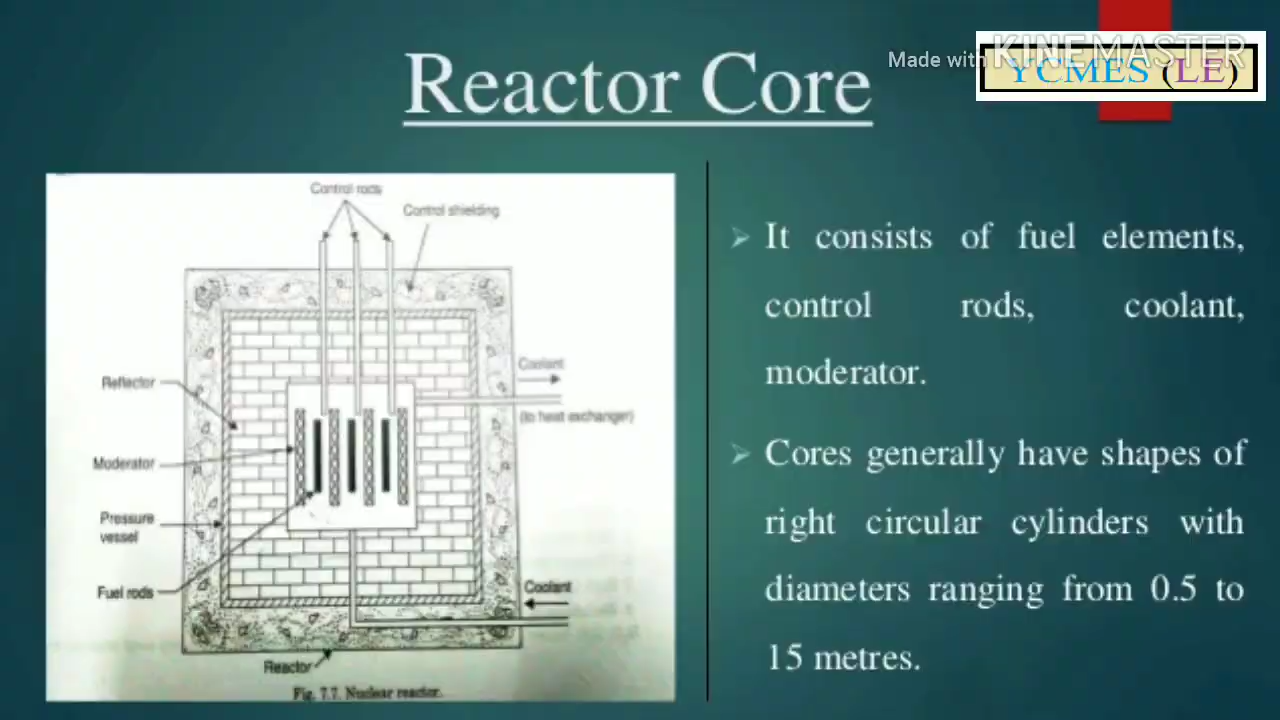 Reactor Core
Made with KINEMASTER
YCMES (LE)
Control rods
Control shielding
Reflector
Moderator
Pressure
vessel
Fuel rods
Coolant
(to heat exchanger)
Coolant
Reactor
Fig. 7.7. Nuclear reactor.
It consists of fuel elements,
control rods, coolant,
moderator.
Cores generally have shapes of
right circular cylinders with
diameters ranging from 0.5 to
15 metres.